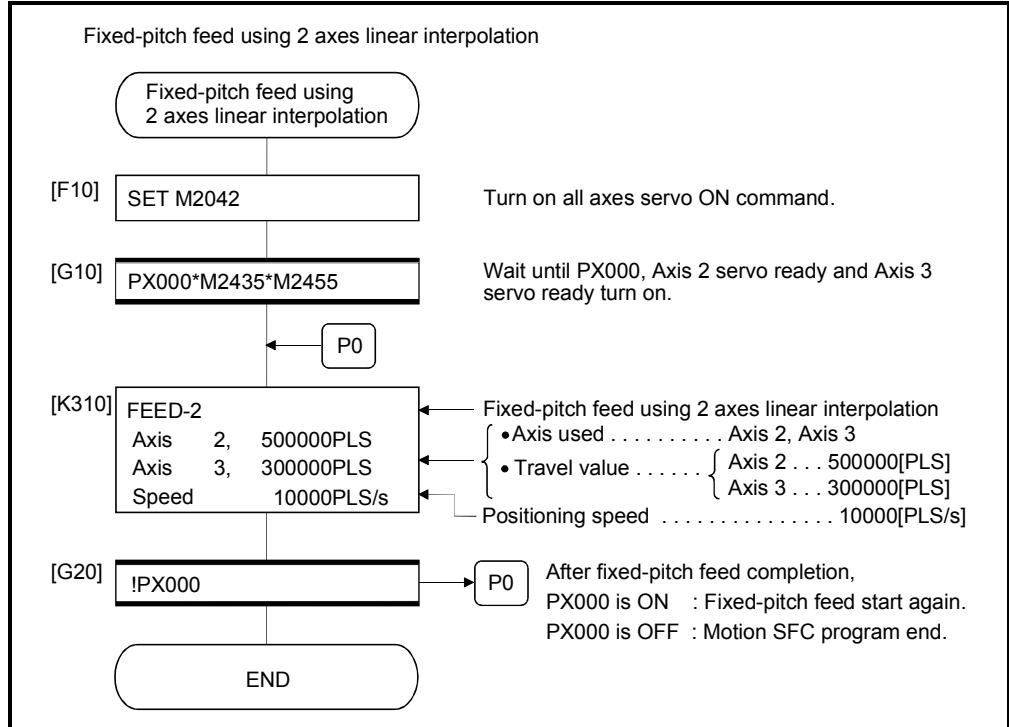 Fixed-pitch feed using 2 axes linear interpolation
Fixed-pitch feed using
2 axes linear interpolation
[F10] SET M2042 Turn on all axes servo ON command.
[G10] PX000*M2435*M2455 Wait until PX000, Axis 2 servo ready and Axis 3
servo ready turn on.
P0
[K310] FEED-2 Fixed-pitch feed using 2 axes linear interpolation
•Axis used . . . . . . . . . . Axis 2, Axis 3
Axis 2, 500000PLS
• Travel value . . . . . . Axis 2 . . . 500000[PLS]
Axis 3, 300000PLS
Axis 3 . . . 300000[PLS]
Speed 10000PLS/s
Positioning speed . . . . . . . . . . . . . . . . 10000[PLS/s]
[G20] !PX000 P0 After fixed-pitch feed completion,
PX000 is ON : Fixed-pitch feed start again.
PX000 is OFF : Motion SFC program end.
END